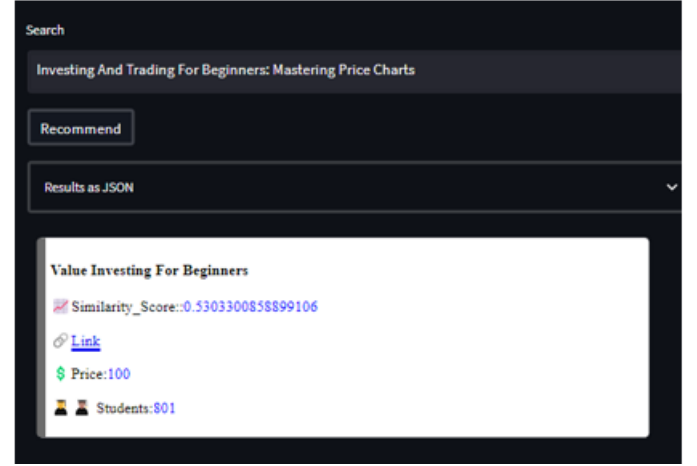 Search
Investing And Trading For Beginners: Mastering Price Charts
Recommend
Results as JSON
Value Investing For Beginners
Similarity_Score::0.5303300858899106
Link
Price:100
Students:801